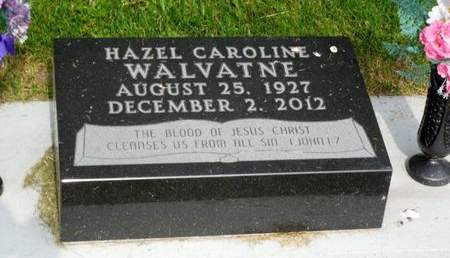 HAZEL CAROLINE
WALVATNE
AUGUST 25, 1927
DECEMBER 2, 2012
THE BLOOD OF JESUS CHRIST
CLEANSES US FROM ALL SIN I JOHN 1:7